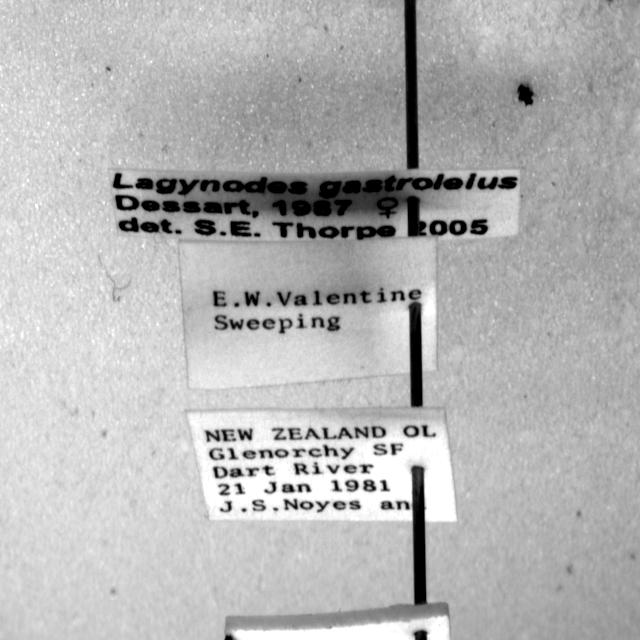 Lagynodes gastroleius
Dessart, 1987 ♀
det. S.E. Thorpe 2005
E.W.Valentine
Sweeping
NEW ZEALAND OL
Glenorchy SF
Dart River
21 Jan 1981
J.S.Noyes an